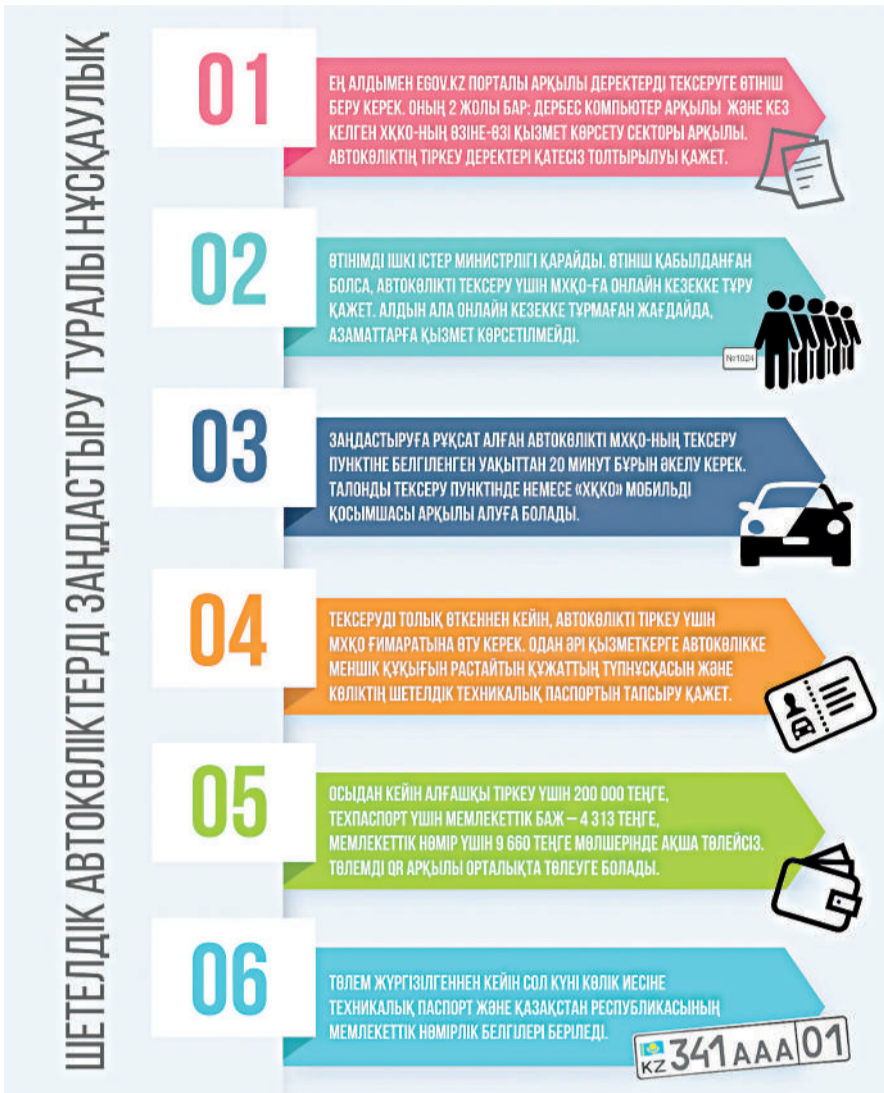 ШЕТЕЛДІК АВТОКӨЛІКТЕРДІ ЗАҢДАСТЫРУ ТУРАЛЫ НҰСҚАУЛЫҚ
01
ЕҢ АЛДЫМЕН EGOV.KZ ПОРТАЛЫ АРҚЫЛЫ ДЕРЕКТЕРДІ ТЕКСЕРУГЕ ӨТІНІШ
БЕРУ КЕРЕК. ОНЫҢ 2 ЖОЛЫ БАР: ДЕРБЕС КОМПЬЮТЕР АРҚЫЛЫ ЖӘНЕ КЕЗ
КЕЛГЕН ХҚКО-НЫҢ ӨЗІНЕ-ӨЗІ ҚЫЗМЕТ КӨРСЕТУ СЕКТОРЫ АРҚЫЛЫ.
АВТОКӨЛІКТІҢ ТІРКЕУ ДЕРЕКТЕРІ ҚАТЕСІЗ ТОЛТЫРЫЛУЫ ҚАЖЕТ.
02
ӨТІНІМДІ ІШКІ ІСТЕР МИНИСТРЛІГІ ҚАРАЙДЫ. ӨТІНІШ ҚАБЫЛДАНҒАН
БОЛСА, АВТОКӨЛІКТІ ТЕКСЕРУ ҮШІН МХҚО-ҒА ОНЛАЙН КЕЗЕККЕ ТҰРУ
ҚАЖЕТ. АЛДЫН АЛА ОНЛАЙН КЕЗЕККЕ ТҰРМАҒАН ЖАҒДАЙДА,
АЗАМАТТАРҒА ҚЫЗМЕТ КӨРСЕТІЛМЕЙДІ.
№1024
03
ЗАҢДАСТЫРУҒА РҰҚСАТ АЛҒАН АВТОКӨЛІКТІ МХҚО-НЫҢ ТЕКСЕРУ
ПУНКТІНЕ БЕЛГІЛЕНГЕН УАҚЫТТАН 20 МИНУТ БҰРЫН ӘКЕЛУ КЕРЕК.
ТАЛОНДЫ ТЕКСЕРУ ПУНКТІНДЕ НЕМЕСЕ «ХҚКО» МОБИЛЬДІ
ҚОСЫМШАСЫ АРҚЫЛЫ АЛУҒА БОЛАДЫ.
04
ТЕКСЕРУДІ ТОЛЫҚ ӨТКЕННЕН КЕЙІН, АВТОКӨЛІКТІ ТІРКЕУ ҮШІН
МХҚО ҒИМАРАТЫНА ӨТУ КЕРЕК. ОДАН ӘРІ ҚЫЗМЕТКЕРГЕ АВТОКӨЛІККЕ
МЕНШІК ҚҰҚЫҒЫН РАСТАЙТЫН ҚҰЖАТТЫҢ ТҮПНҰСҚАСЫН ЖӘНЕ
КӨЛІКТІҢ ШЕТЕЛДІК ТЕХНИКАЛЫҚ ПАСПОРТЫН ТАПСЫРУ ҚАЖЕТ.
05
ОСЫДАН КЕЙІН АЛҒАШҚЫ ТІРКЕУ ҮШІН 200 000 ТЕҢГЕ,
ТЕХПАСПОРТ ҮШІН МЕМЛЕКЕТТІК БАЖ – 4 313 ТЕҢГЕ,
МЕМЛЕКЕТТІК НӨМІР ҮШІН 9 660 ТЕҢГЕ МӨЛШЕРІНДЕ АҚША ТӨЛЕЙСІЗ.
ТӨЛЕМДІ QR АРҚЫЛЫ ОРТАЛЫҚТА ТӨЛЕУГЕ БОЛАДЫ.
06
ТӨЛЕМ ЖҮРГІЗІЛГЕННЕН КЕЙІН СОЛ КҮНІ КӨЛІК ИЕСІНЕ
ТЕХНИКАЛЫҚ ПАСПОРТ ЖӘНЕ ҚАЗАҚСТАН РЕСПУБЛИКАСЫНЫҢ
МЕМЛЕКЕТТІК НӨМІРЛІК БЕЛГІЛЕРІ БЕРІЛЕДІ.
KZ 341 AAA 01